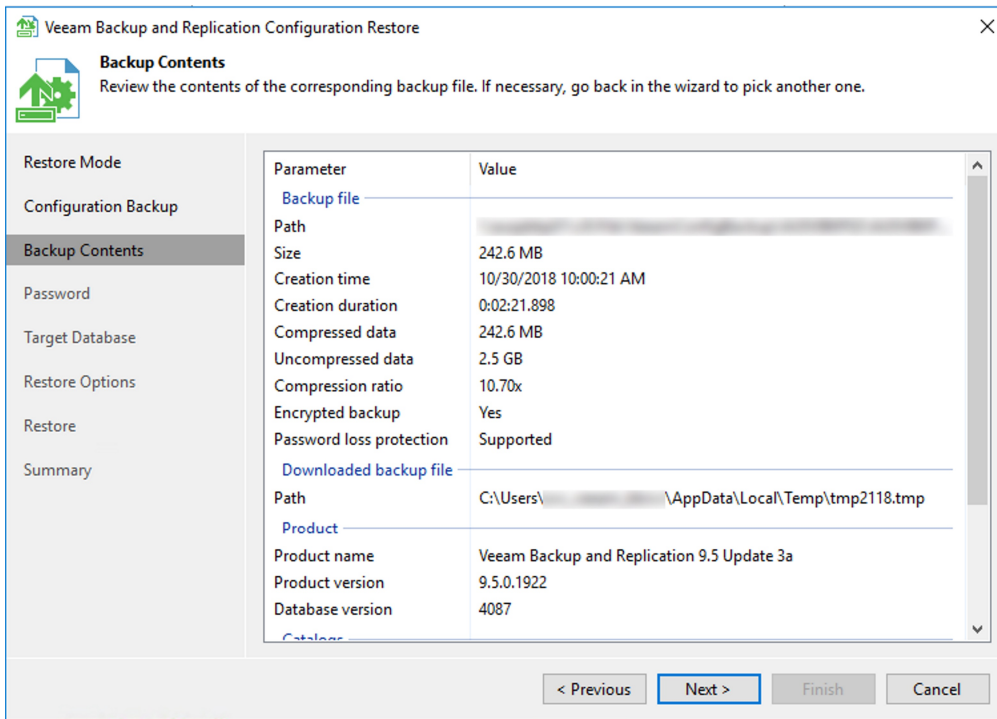 Veeam Backup and Replication Configuration Restore
Backup Contents
Review the contents of the corresponding backup file. If necessary, go back in the wizard to pick another one.
Restore Mode
Configuration Backup
Backup Contents
Password
Target Database
Restore Options
Restore
Summary
Parameter Value
Backup file
Path
Size 242.6 MB
Creation time 10/30/2018 10:00:21 AM
Creation duration 0:02:21.898
Compressed data 242.6 MB
Uncompressed data 2.5 GB
Compression ratio 10.70x
Encrypted backup Yes
Password loss protection Supported
Downloaded backup file
Path C:\Users\ \AppData\Local\Temp\tmp2118.tmp
Product
Product name Veeam Backup and Replication 9.5 Update 3a
Product version 9.5.0.1922
Database version 4087
Catalogs
< Previous Next > Finish Cancel